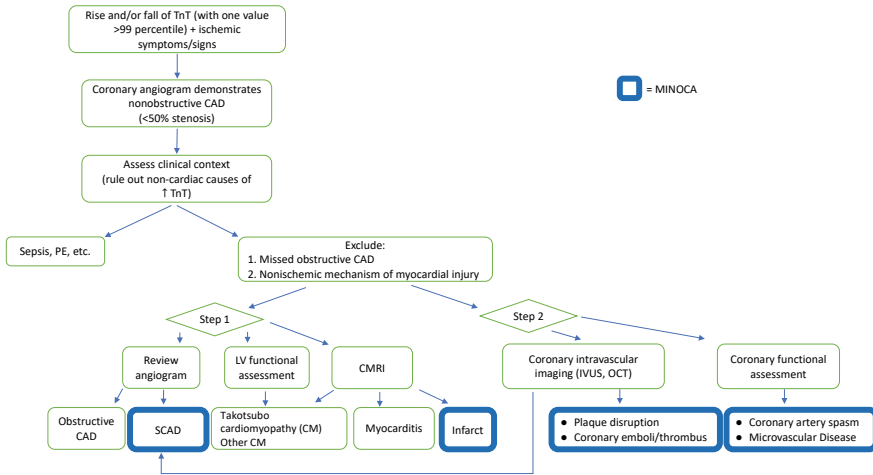 Rise and/or fall of TnT (with one value
>99 percentile) + ischemic
symptoms/signs
= MINOCA
Coronary angiogram demonstrates
nonobstructive CAD
(<50% stenosis)
Assess clinical context
(rule out non-cardiac causes of
↑ TnT)
Sepsis, PE, etc.
Exclude:
1. Missed obstructive CAD
2. Nonischemic mechanism of myocardial injury
Step 1
Step 2
Review
angiogram
LV functional
assessment
CMRI
Coronary intravascular
imaging (IVUS, OCT)
Coronary functional
assessment
Obstructive
CAD
SCAD
Takotsubo
cardiomyopathy (CM)
Other CM
Myocarditis
Infarct
● Plaque disruption
● Coronary emboli/thrombus
● Coronary artery spasm
● Microvascular Disease